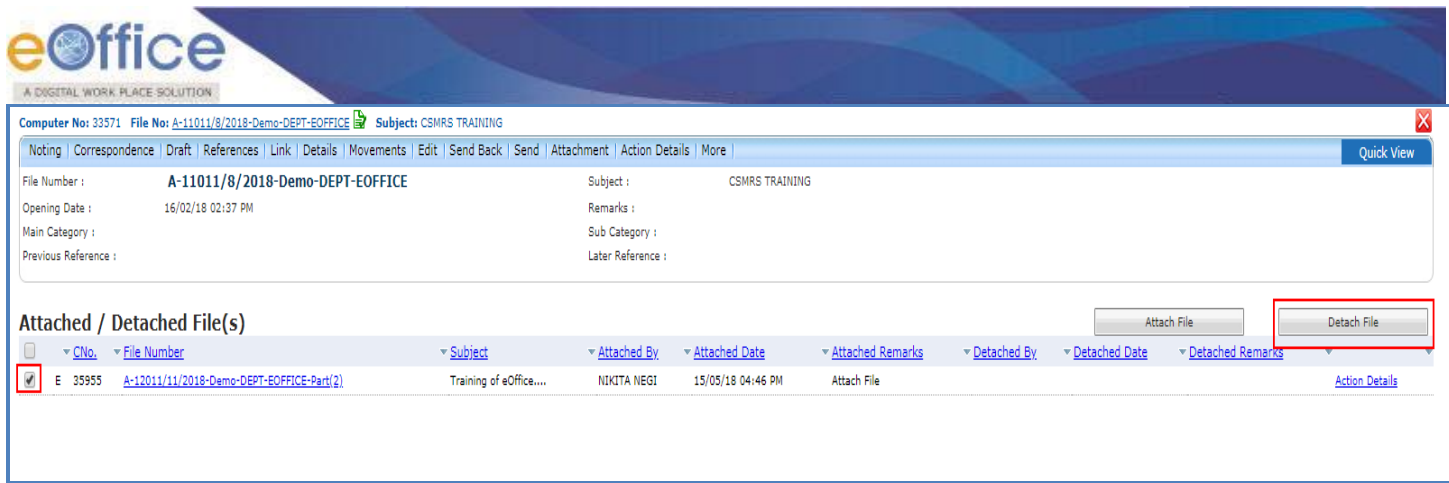 eOffice
A DIGITAL WORK PLACE SOLUTION
Computer No: 33571 File No: A-11011/8/2018-Demo-DEPT-EOFFICE Subject: CSMRS TRAINING
Noting | Correspondence | Draft | References | Link | Details | Movements | Edit | Send Back | Send | Attachment | Action Details | More |
Quick View
File Number : A-11011/8/2018-Demo-DEPT-EOFFICE Subject : CSMRS TRAINING
Opening Date : 16/02/18 02:37 PM Remarks :
Main Category : Sub Category :
Previous Reference : Later Reference :
Attached / Detached File(s) Attach File Detach File
CNo. File Number Subject Attached By Attached Date Attached Remarks Detached By Detached Date Detached Remarks
E 35955 A-12011/11/2018-Demo-DEPT-EOFFICE-Part(2) Training of eOffice.... NIKITA NEGI 15/05/18 04:46 PM Attach File Action Details